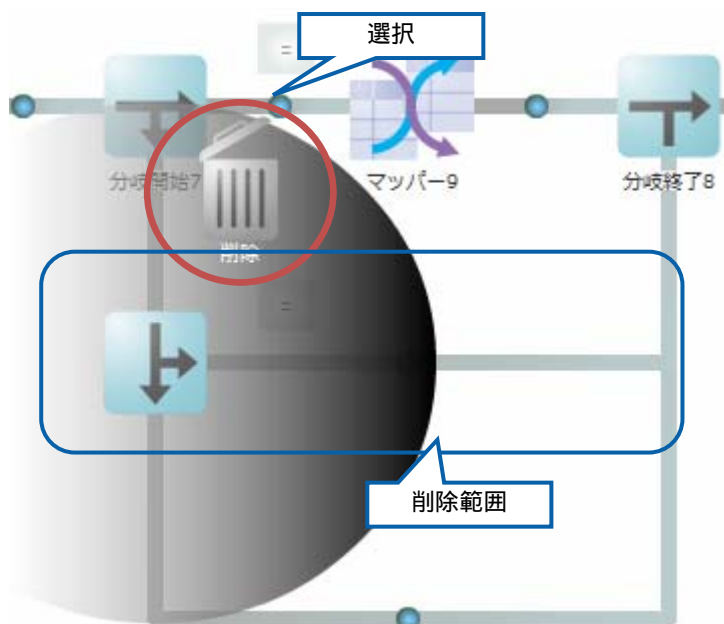 選択
=
分岐開始7
マッパー9
分岐終了8
削除
=
削除範囲